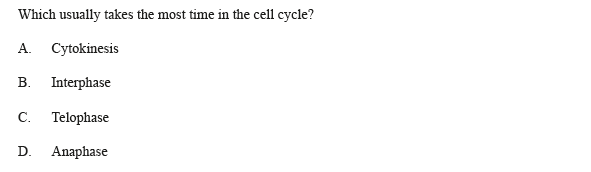 Which usually takes the most time in the cell cycle?
A. Cytokinesis
B. Interphase
C. Telophase
D. Anaphase